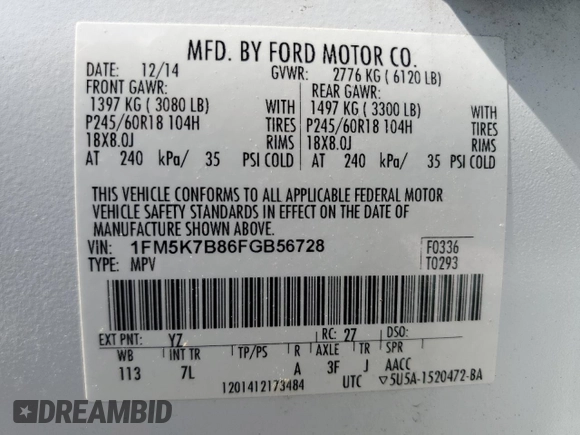 MFD. BY FORD MOTOR CO.
DATE: 12/14 GVWR: 2776 KG ( 6120 LB)
FRONT GAWR: REAR GAWR:
1397 KG ( 3080 LB) WITH 1497 KG ( 3300 LB) WITH
P245/60R18 104H TIRES P245/60R18 104H TIRES
18X8.0J RIMS 18X8.0J RIMS
AT 240 kPa/ 35 PSI COLD AT 240 kPa/ 35 PSI COLD
THIS VEHICLE CONFORMS TO ALL APPLICABLE FEDERAL MOTOR
VEHICLE SAFETY STANDARDS IN EFFECT ON THE DATE OF
MANUFACTURE SHOWN ABOVE.
VIN: 1FM5K7B86FGB56728 F0336
TYPE: MPV T0293
EXT PNT: YZ RC: 27 DSO:
WB INT TR TP/PS R AXLE TR SPR
113 7L A 3F J AACC
1201412173484 UTC ▽5U5A-1520472-BA
DREAMBID
Find Your Dream